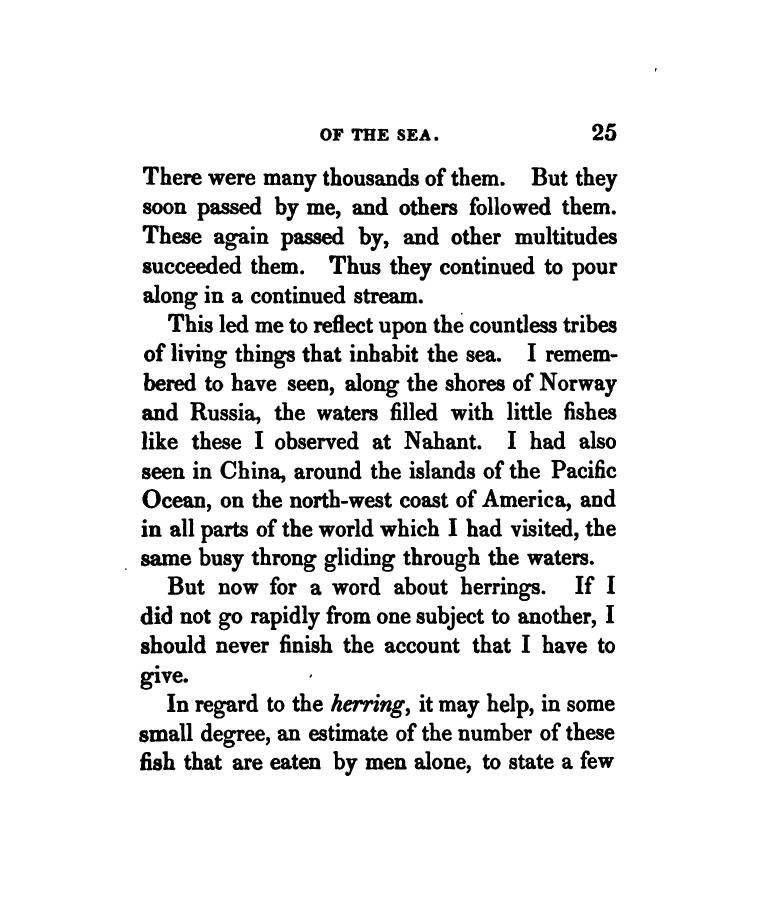 OF THE SEA. 25
There were many thousands of them. But they
soon passed by me, and others followed them.
These again passed by, and other multitudes
succeeded them. Thus they continued to pour
along in a continued stream.
This led me to reflect upon the countless tribes
of living things that inhabit the sea. I remem-
bered to have seen, along the shores of Norway
and Russia, the waters filled with little fishes
like these I observed at Nahant. I had also
seen in China, around the islands of the Pacific
Ocean, on the north-west coast of America, and
in all parts of the world which I had visited, the
same busy throng gliding through the waters.
But now for a word about herrings. If I
did not go rapidly from one subject to another, I
should never finish the account that I have to
give.
In regard to the herring, it may help, in some
small degree, an estimate of the number of these
fish that are eaten by men alone, to state a few